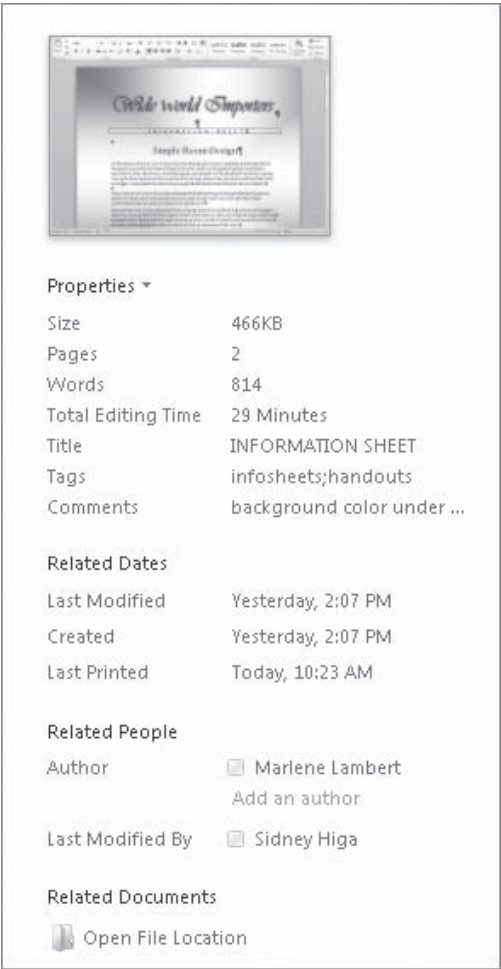 Wide World Importers
INFORMATION SHEET
Simple Room Design
Properties
Size 466KB
Pages 2
Words 814
Total Editing Time 29 Minutes
Title INFORMATION SHEET
Tags infosheets;handouts
Comments background color under ...
Related Dates
Last Modified Yesterday, 2:07 PM
Created Yesterday, 2:07 PM
Last Printed Today, 10:23 AM
Related People
Author Marlene Lambert
Add an author
Last Modified By Sidney Higa
Related Documents
Open File Location